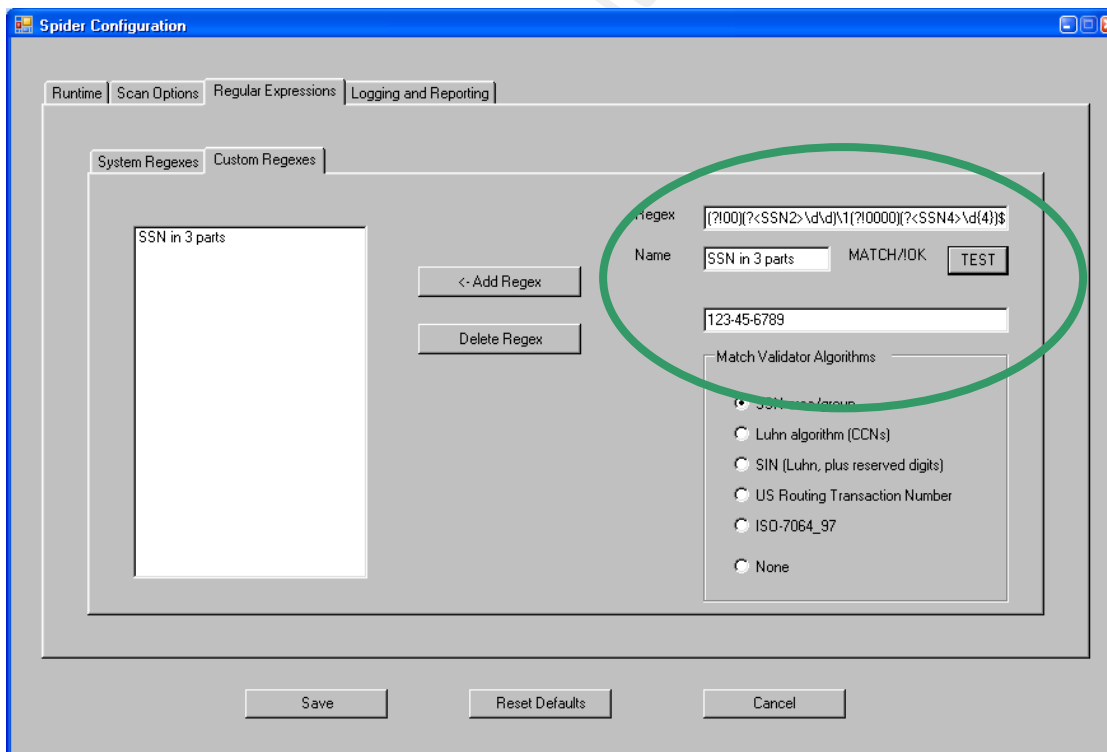 Spider Configuration
Runtime
Scan Options
Regular Expressions
Logging and Reporting
System Regexes
Custom Regexes
SSN in 3 parts
<- Add Regex
Delete Regex
Regex
(?!00)(?<SSN2>\d\d)\1(?!0000)(?<SSN4>\d{4})$
Name
SSN in 3 parts
MATCH/!OK
TEST
123-45-6789
Match Validator Algorithms
SSN area/group
Luhn algorithm (CCNs)
SIN (Luhn, plus reserved digits)
US Routing Transaction Number
ISO-7064_97
None
Save
Reset Defaults
Cancel